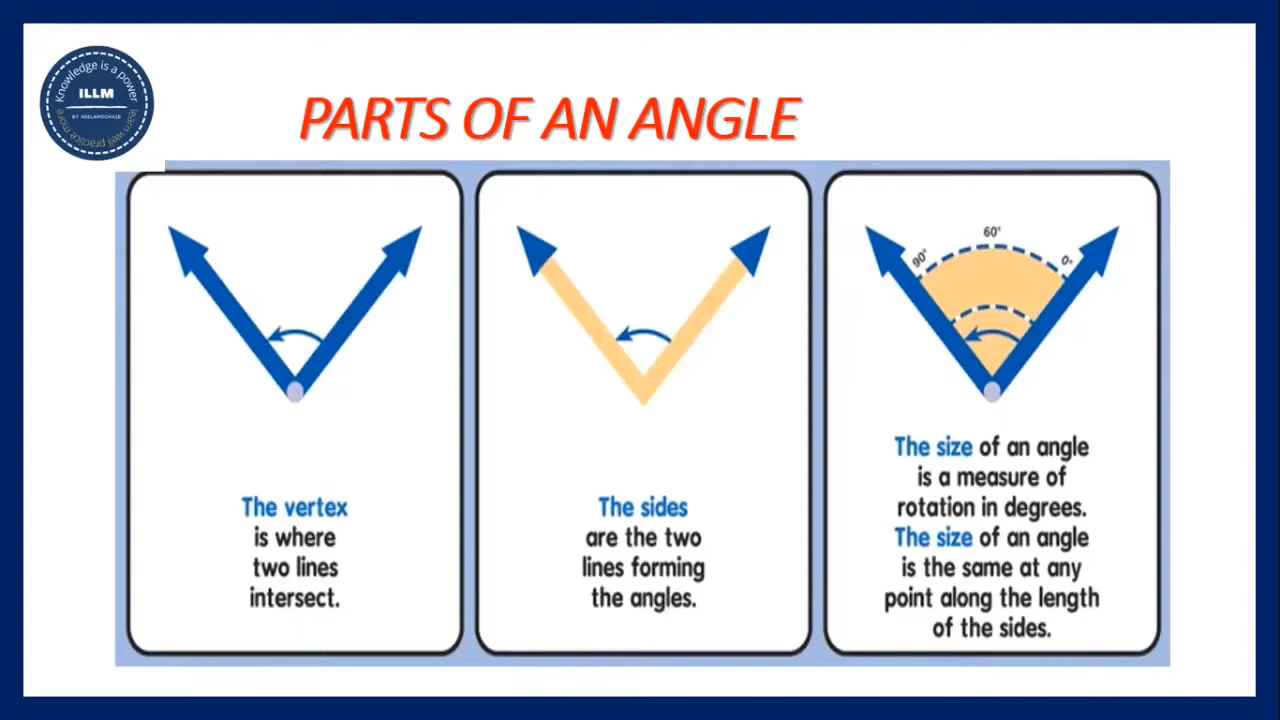 Knowledge is a power
ILLM
BY NEELAMSOHAIB
learn well practice more
PARTS OF AN ANGLE
The vertex
is where
two lines
intersect.
The sides
are the two
lines forming
the angles.
90°
60°
0°
The size of an angle
is a measure of
rotation in degrees.
The size of an angle
is the same at any
point along the length
of the sides.